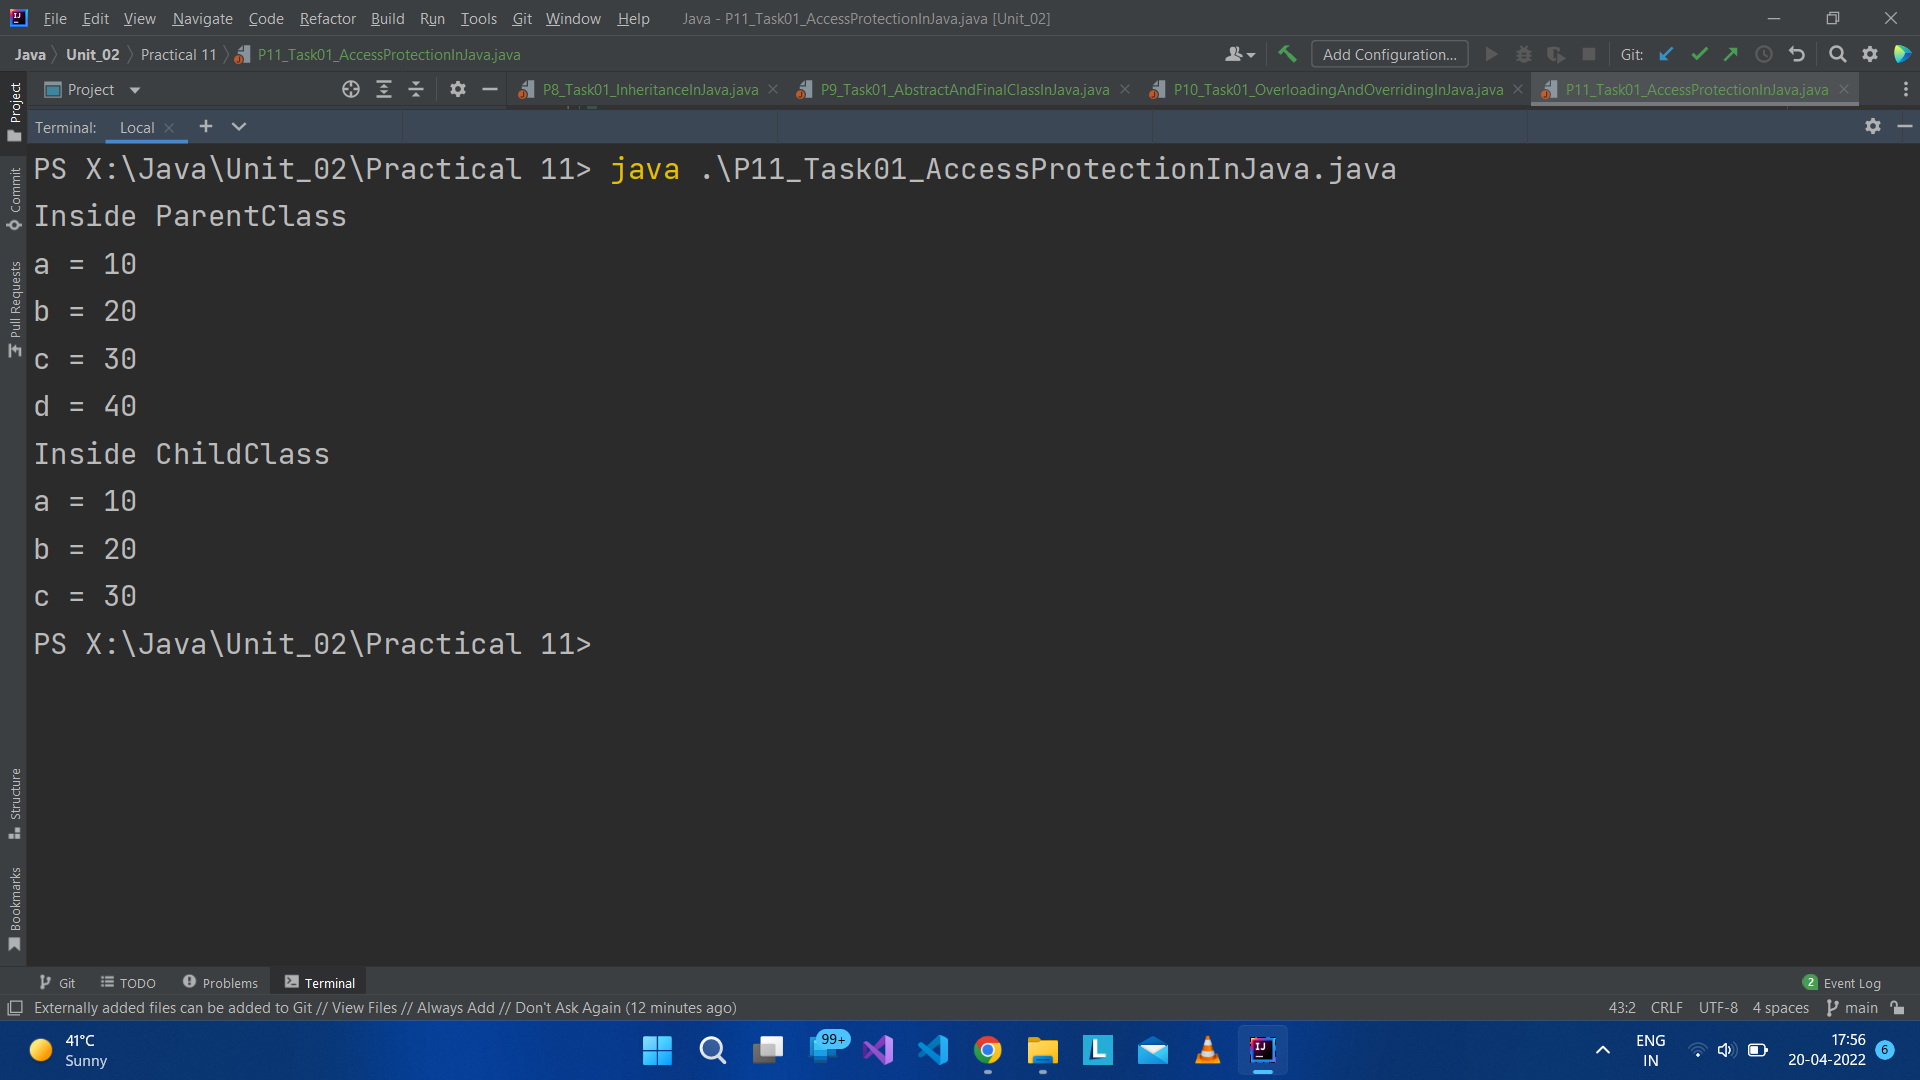 File Edit View Navigate Code Refactor Build Run Tools Git Window Help Java - P11_Task01_AccessProtectionInJava.java [Unit_02]
Java Unit_02 Practical 11 P11_Task01_AccessProtectionInJava.java Add Configuration... Git:
Project Project P8_Task01_InheritanceInJava.java P9_Task01_AbstractAndFinalClassInJava.java P10_Task01_OverloadingAndOverridingInJava.java P11_Task01_AccessProtectionInJava.java
Terminal: Local
PS X:\Java\Unit_02\Practical 11> java .\P11_Task01_AccessProtectionInJava.java
Commit
Inside ParentClass
a = 10
Pull Requests
b = 20
c = 30
d = 40
Inside ChildClass
a = 10
b = 20
c = 30
PS X:\Java\Unit_02\Practical 11>
Structure
Bookmarks
Git TODO Problems Terminal 2 Event Log
Externally added files can be added to Git // View Files // Always Add // Don't Ask Again (12 minutes ago) 43:2 CRLF UTF-8 4 spaces main
41°C
Sunny
99+
L
IJ
ENG
IN
17:56
20-04-2022
6